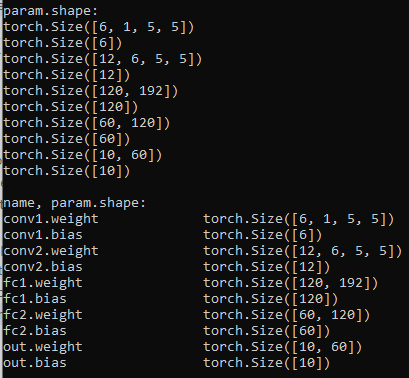 param.shape:
torch.Size([6, 1, 5, 5])
torch.Size([6])
torch.Size([12, 6, 5, 5])
torch.Size([12])
torch.Size([120, 192])
torch.Size([120])
torch.Size([60, 120])
torch.Size([60])
torch.Size([10, 60])
torch.Size([10])
name, param.shape:
conv1.weight torch.Size([6, 1, 5, 5])
conv1.bias torch.Size([6])
conv2.weight torch.Size([12, 6, 5, 5])
conv2.bias torch.Size([12])
fc1.weight torch.Size([120, 192])
fc1.bias torch.Size([120])
fc2.weight torch.Size([60, 120])
fc2.bias torch.Size([60])
out.weight torch.Size([10, 60])
out.bias torch.Size([10])